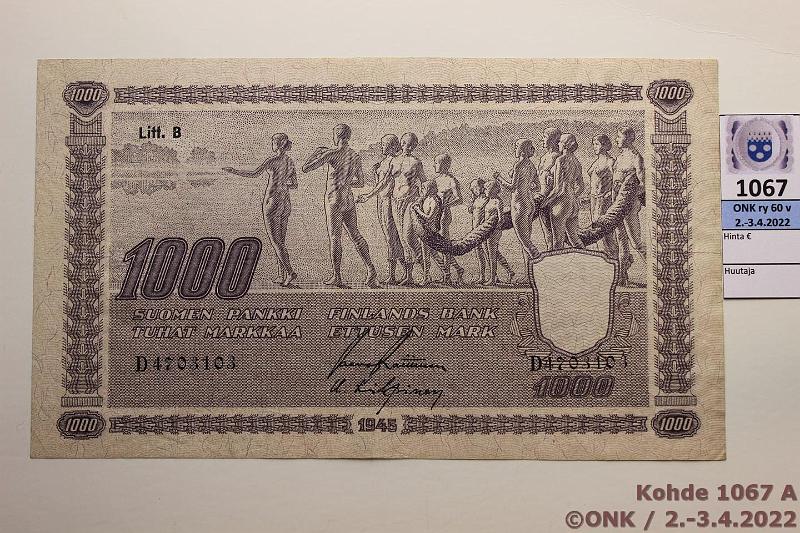 1000
1000
Litt. B
1000
SUOMEN PANKKI
TUHAT MARKKAA
FINLANDS BANK
ETTUSEN MARK
D4703103
D4703103
1000
1000
1945
1000
1067
ONK ry 60 v
2.-3.4.2022
Hinta €
Huutaja
Kohde 1067 A
©ONK / 2.-3.4.2022